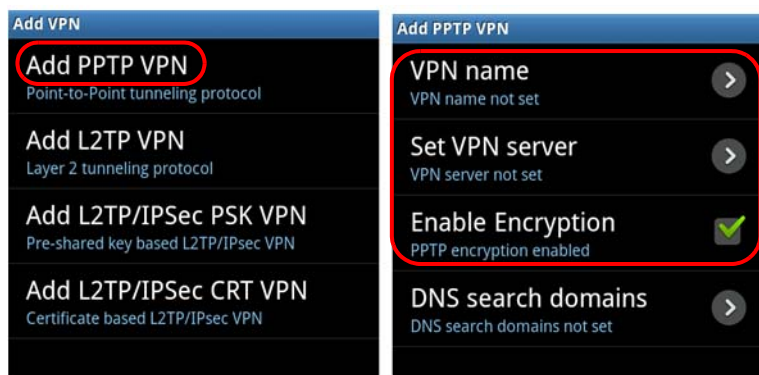 Add VPN
Add PPTP VPN
Point-to-Point tunneling protocol
Add L2TP VPN
Layer 2 tunneling protocol
Add L2TP/IPSec PSK VPN
Pre-shared key based L2TP/IPsec VPN
Add L2TP/IPSec CRT VPN
Certificate based L2TP/IPsec VPN
Add PPTP VPN
VPN name
VPN name not set
Set VPN server
VPN server not set
Enable Encryption
PPTP encryption enabled
DNS search domains
DNS search domains not set